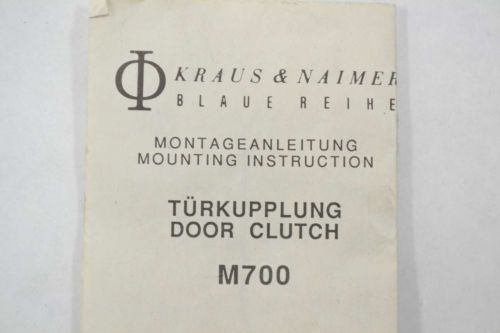 KRAUS & NAIMER
BLAUE REIHE
MONTAGEANLEITUNG
MOUNTING INSTRUCTION
TÜRKUPPLUNG
DOOR CLUTCH
M700